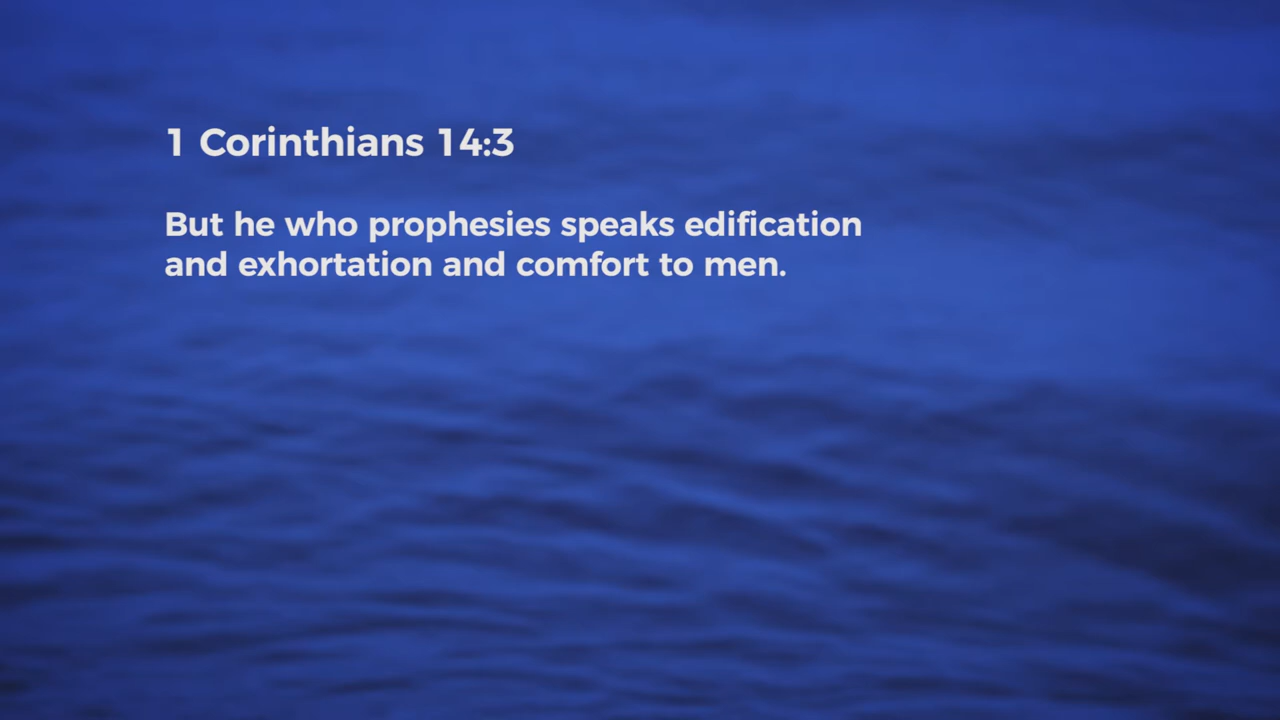 1 Corinthians 14:3
But he who prophesies speaks edification
and exhortation and comfort to men.